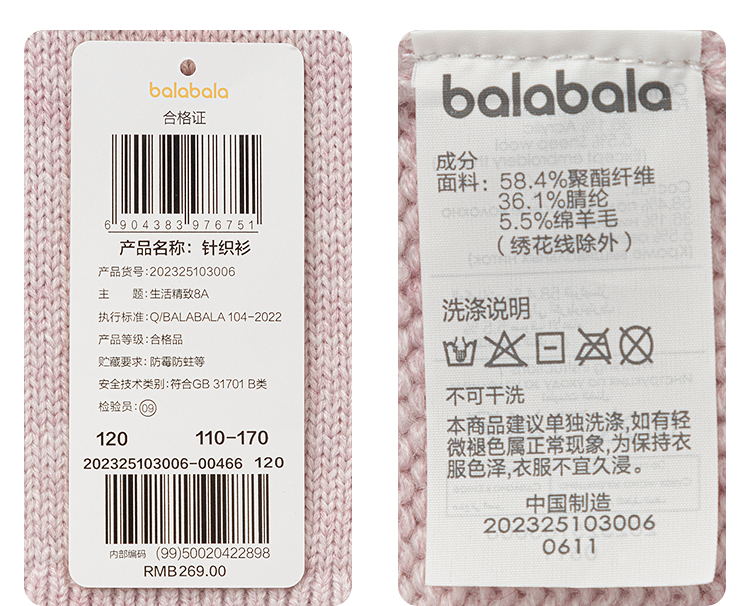 balabala
合格证
6 904383 976751
产品名称：针织衫
产品货号：202325103006
主 题：生活精致8A
执行标准：Q/BALABALA 104-2022
产品等级：合格品
贮藏要求：防霉防蛀等
安全技术类别：符合GB 31701 B类
检验员：09
120 110-170
202325103006-00466 120
内部编码 (99)50020422898
RMB269.00
balabala
成分
面料：58.4%聚酯纤维
36.1%腈纶
5.5%绵羊毛
（绣花线除外）
洗涤说明
不可干洗
本商品建议单独洗涤,如有轻
微褪色属正常现象,为保持衣
服色泽,衣服不宜久浸。
中国制造
202325103006
0611